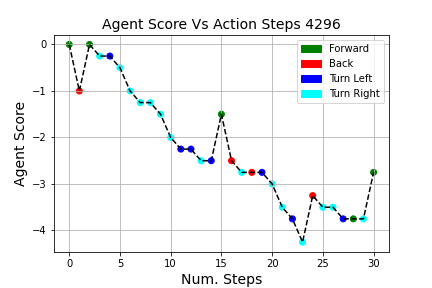 Agent Score Vs Action Steps 4296
Forward
Back
Turn Left
Turn Right
0
−1
−2
−3
−4
Agent Score
0 5 10 15 20 25 30
Num. Steps